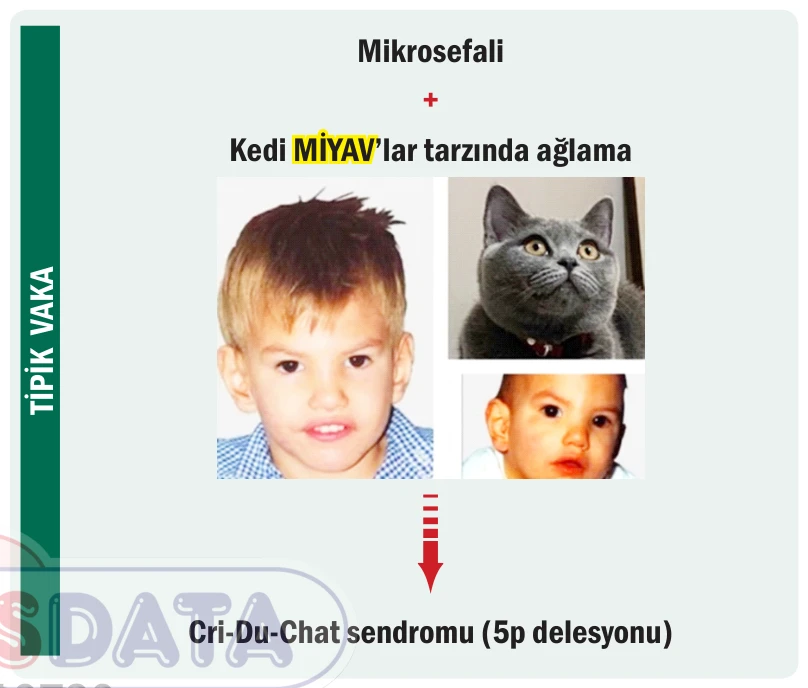 Mikrosefali
+
Kedi MİYAV'lar tarzında ağlama
TİPİK VAKA
Cri-Du-Chat sendromu (5p delesyonu)
SDATA